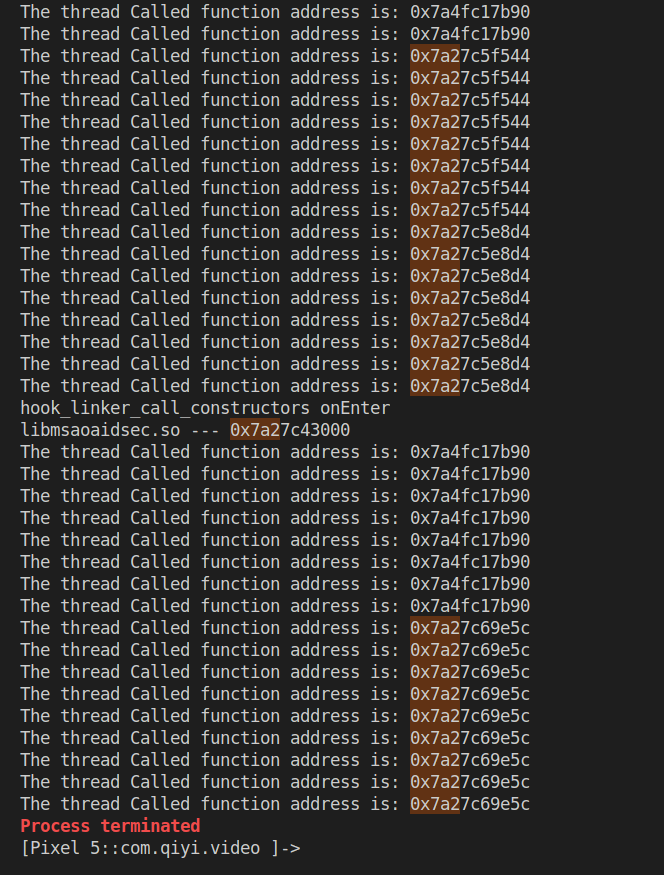 The thread Called function address is: 0x7a4fc17b90
The thread Called function address is: 0x7a4fc17b90
The thread Called function address is: 0x7a27c5f544
The thread Called function address is: 0x7a27c5f544
The thread Called function address is: 0x7a27c5f544
The thread Called function address is: 0x7a27c5f544
The thread Called function address is: 0x7a27c5f544
The thread Called function address is: 0x7a27c5f544
The thread Called function address is: 0x7a27c5f544
The thread Called function address is: 0x7a27c5f544
The thread Called function address is: 0x7a27c5e8d4
The thread Called function address is: 0x7a27c5e8d4
The thread Called function address is: 0x7a27c5e8d4
The thread Called function address is: 0x7a27c5e8d4
The thread Called function address is: 0x7a27c5e8d4
The thread Called function address is: 0x7a27c5e8d4
The thread Called function address is: 0x7a27c5e8d4
The thread Called function address is: 0x7a27c5e8d4
hook_linker_call_constructors onEnter
libmsaoaidsec.so --- 0x7a27c43000
The thread Called function address is: 0x7a4fc17b90
The thread Called function address is: 0x7a4fc17b90
The thread Called function address is: 0x7a4fc17b90
The thread Called function address is: 0x7a4fc17b90
The thread Called function address is: 0x7a4fc17b90
The thread Called function address is: 0x7a4fc17b90
The thread Called function address is: 0x7a4fc17b90
The thread Called function address is: 0x7a4fc17b90
The thread Called function address is: 0x7a27c69e5c
The thread Called function address is: 0x7a27c69e5c
The thread Called function address is: 0x7a27c69e5c
The thread Called function address is: 0x7a27c69e5c
The thread Called function address is: 0x7a27c69e5c
The thread Called function address is: 0x7a27c69e5c
The thread Called function address is: 0x7a27c69e5c
The thread Called function address is: 0x7a27c69e5c
The thread Called function address is: 0x7a27c69e5c
Process terminated
[Pixel 5::com.qiyi.video ]->